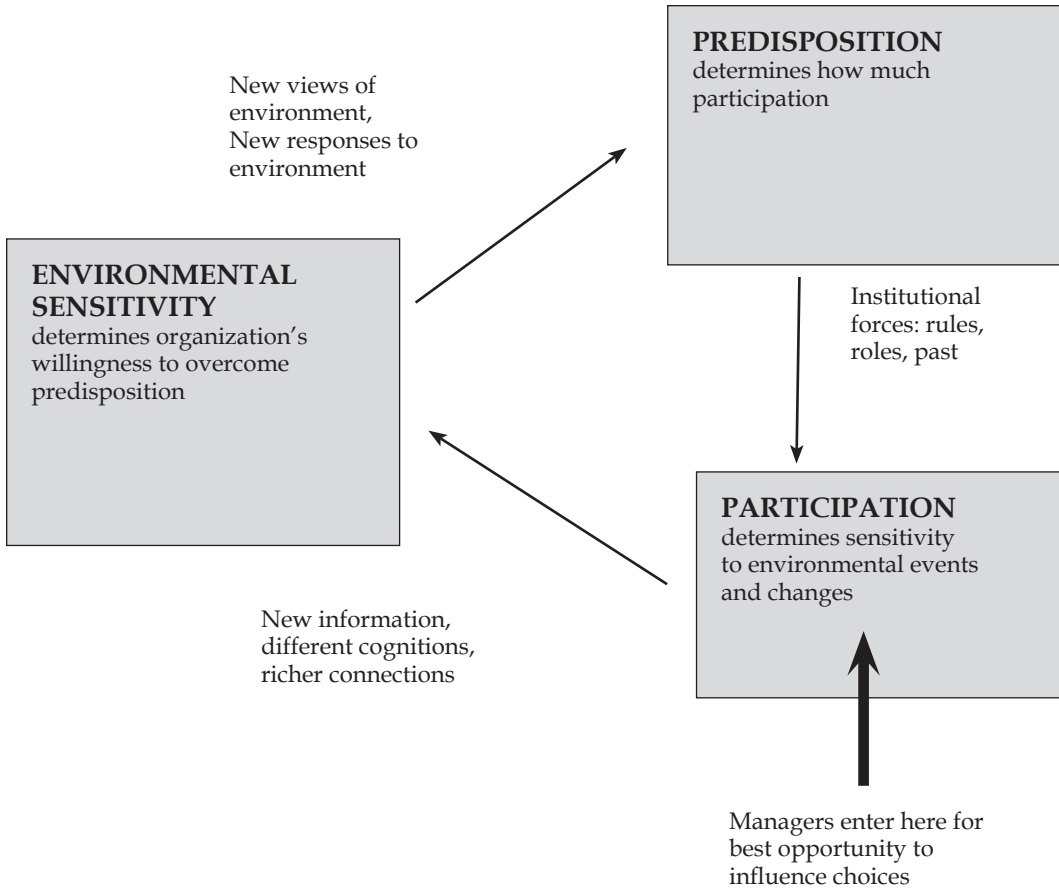 PREDISPOSITION
determines how much
participation
New views of
environment,
New responses to
environment
ENVIRONMENTAL
SENSITIVITY
determines organization’s
willingness to overcome
predisposition
Institutional
forces: rules,
roles, past
PARTICIPATION
determines sensitivity
to environmental events
and changes
New information,
different cognitions,
richer connections
Managers enter here for
best opportunity to
influence choices